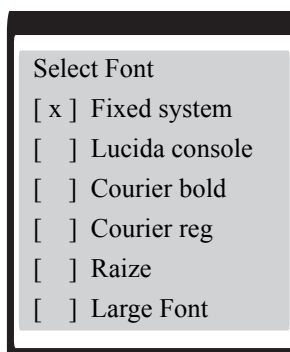 Select Font
[ x ] Fixed system
[   ] Lucida console
[   ] Courier bold
[   ] Courier reg
[   ] Raize
[   ] Large Font